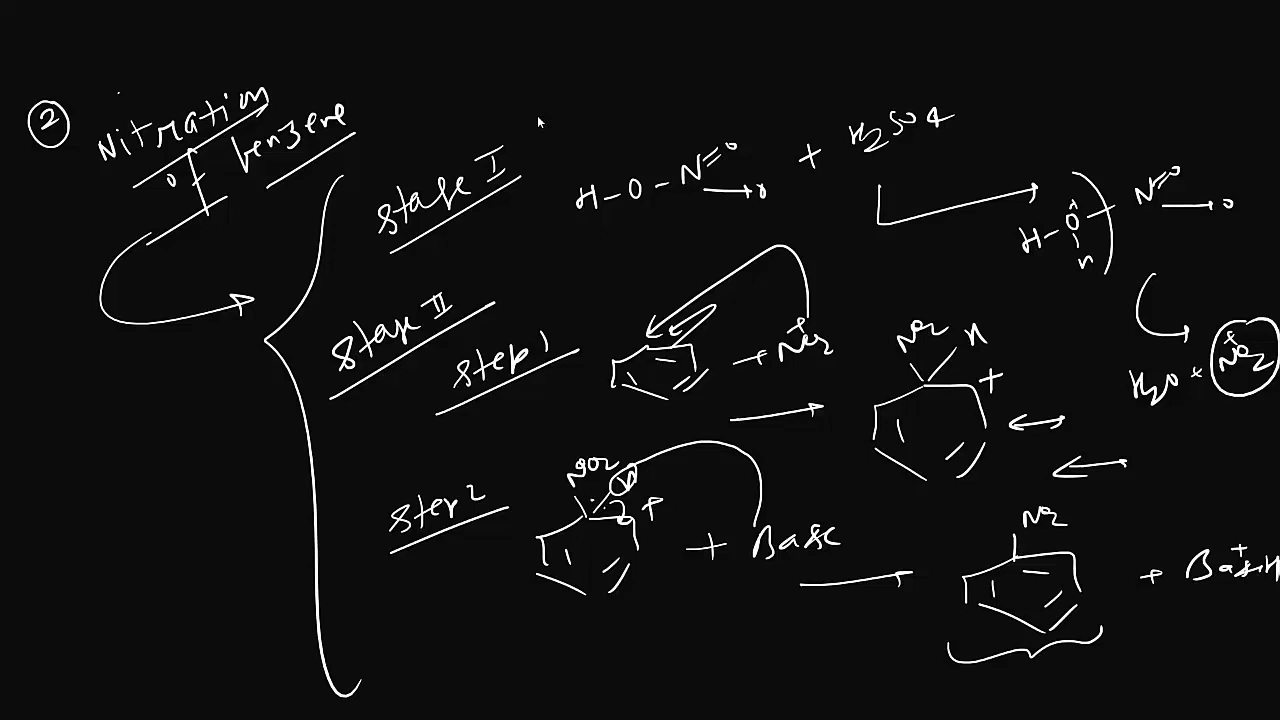 2
Nitration
of benzene
Stage I
H-O-N=O → O + H2SO4
H-O-N=O → O
H
H2O + NO2+
Stage II
Step 1
+ NO2+
NO2 H
+
Step 2
NO2 H
+
+ Base
NO2
+ Base+-H